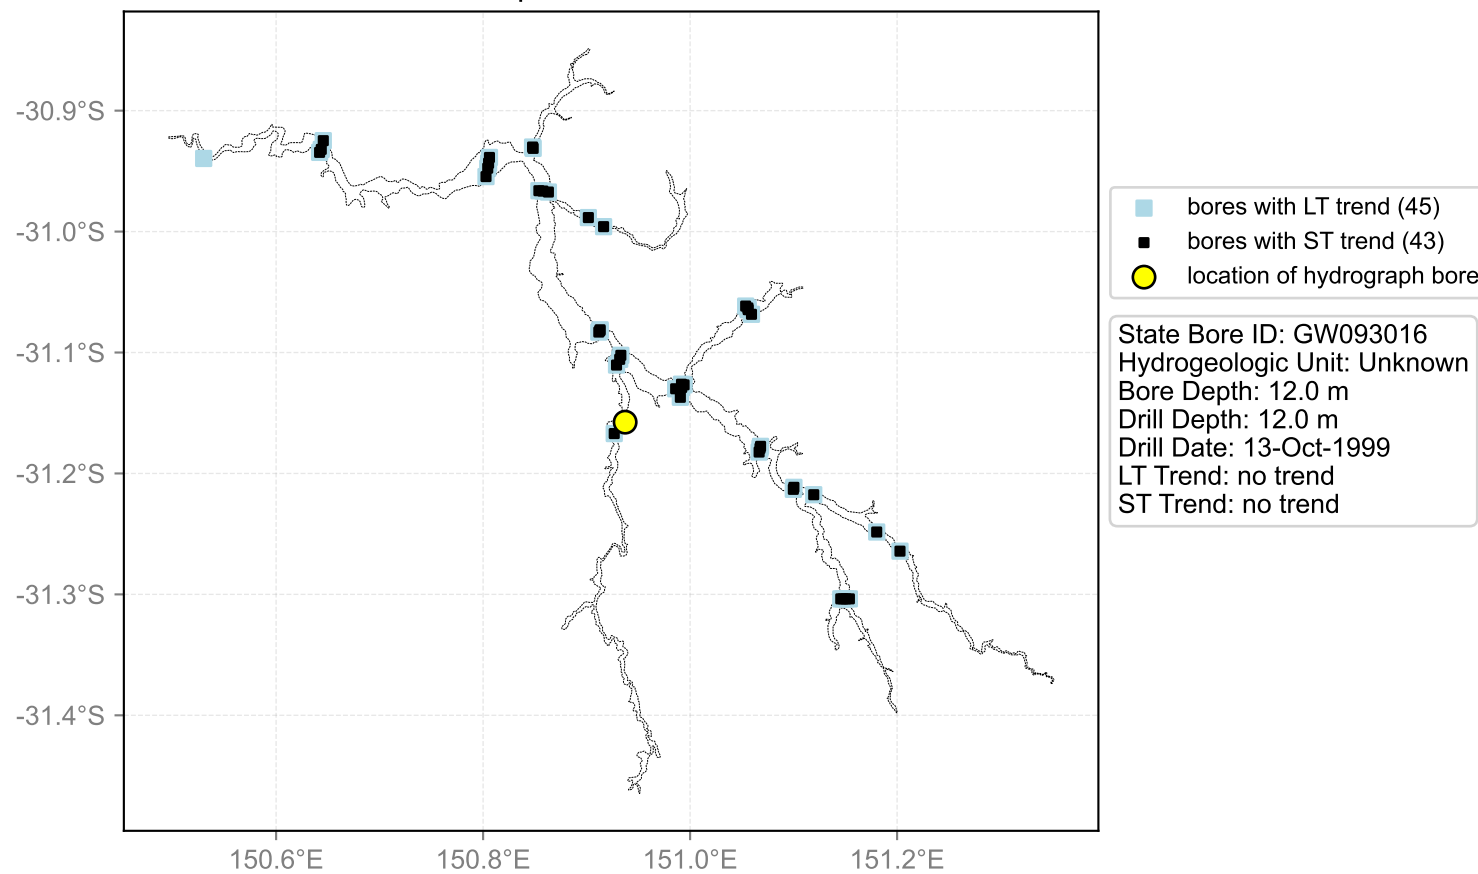 -30.9°S
-31.0°S
-31.1°S
-31.2°S
-31.3°S
-31.4°S
150.6°E
150.8°E
151.0°E
151.2°E
bores with LT trend (45)
bores with ST trend (43)
location of hydrograph bore
State Bore ID: GW093016
Hydrogeologic Unit: Unknown
Bore Depth: 12.0 m
Drill Depth: 12.0 m
Drill Date: 13-Oct-1999
LT Trend: no trend
ST Trend: no trend